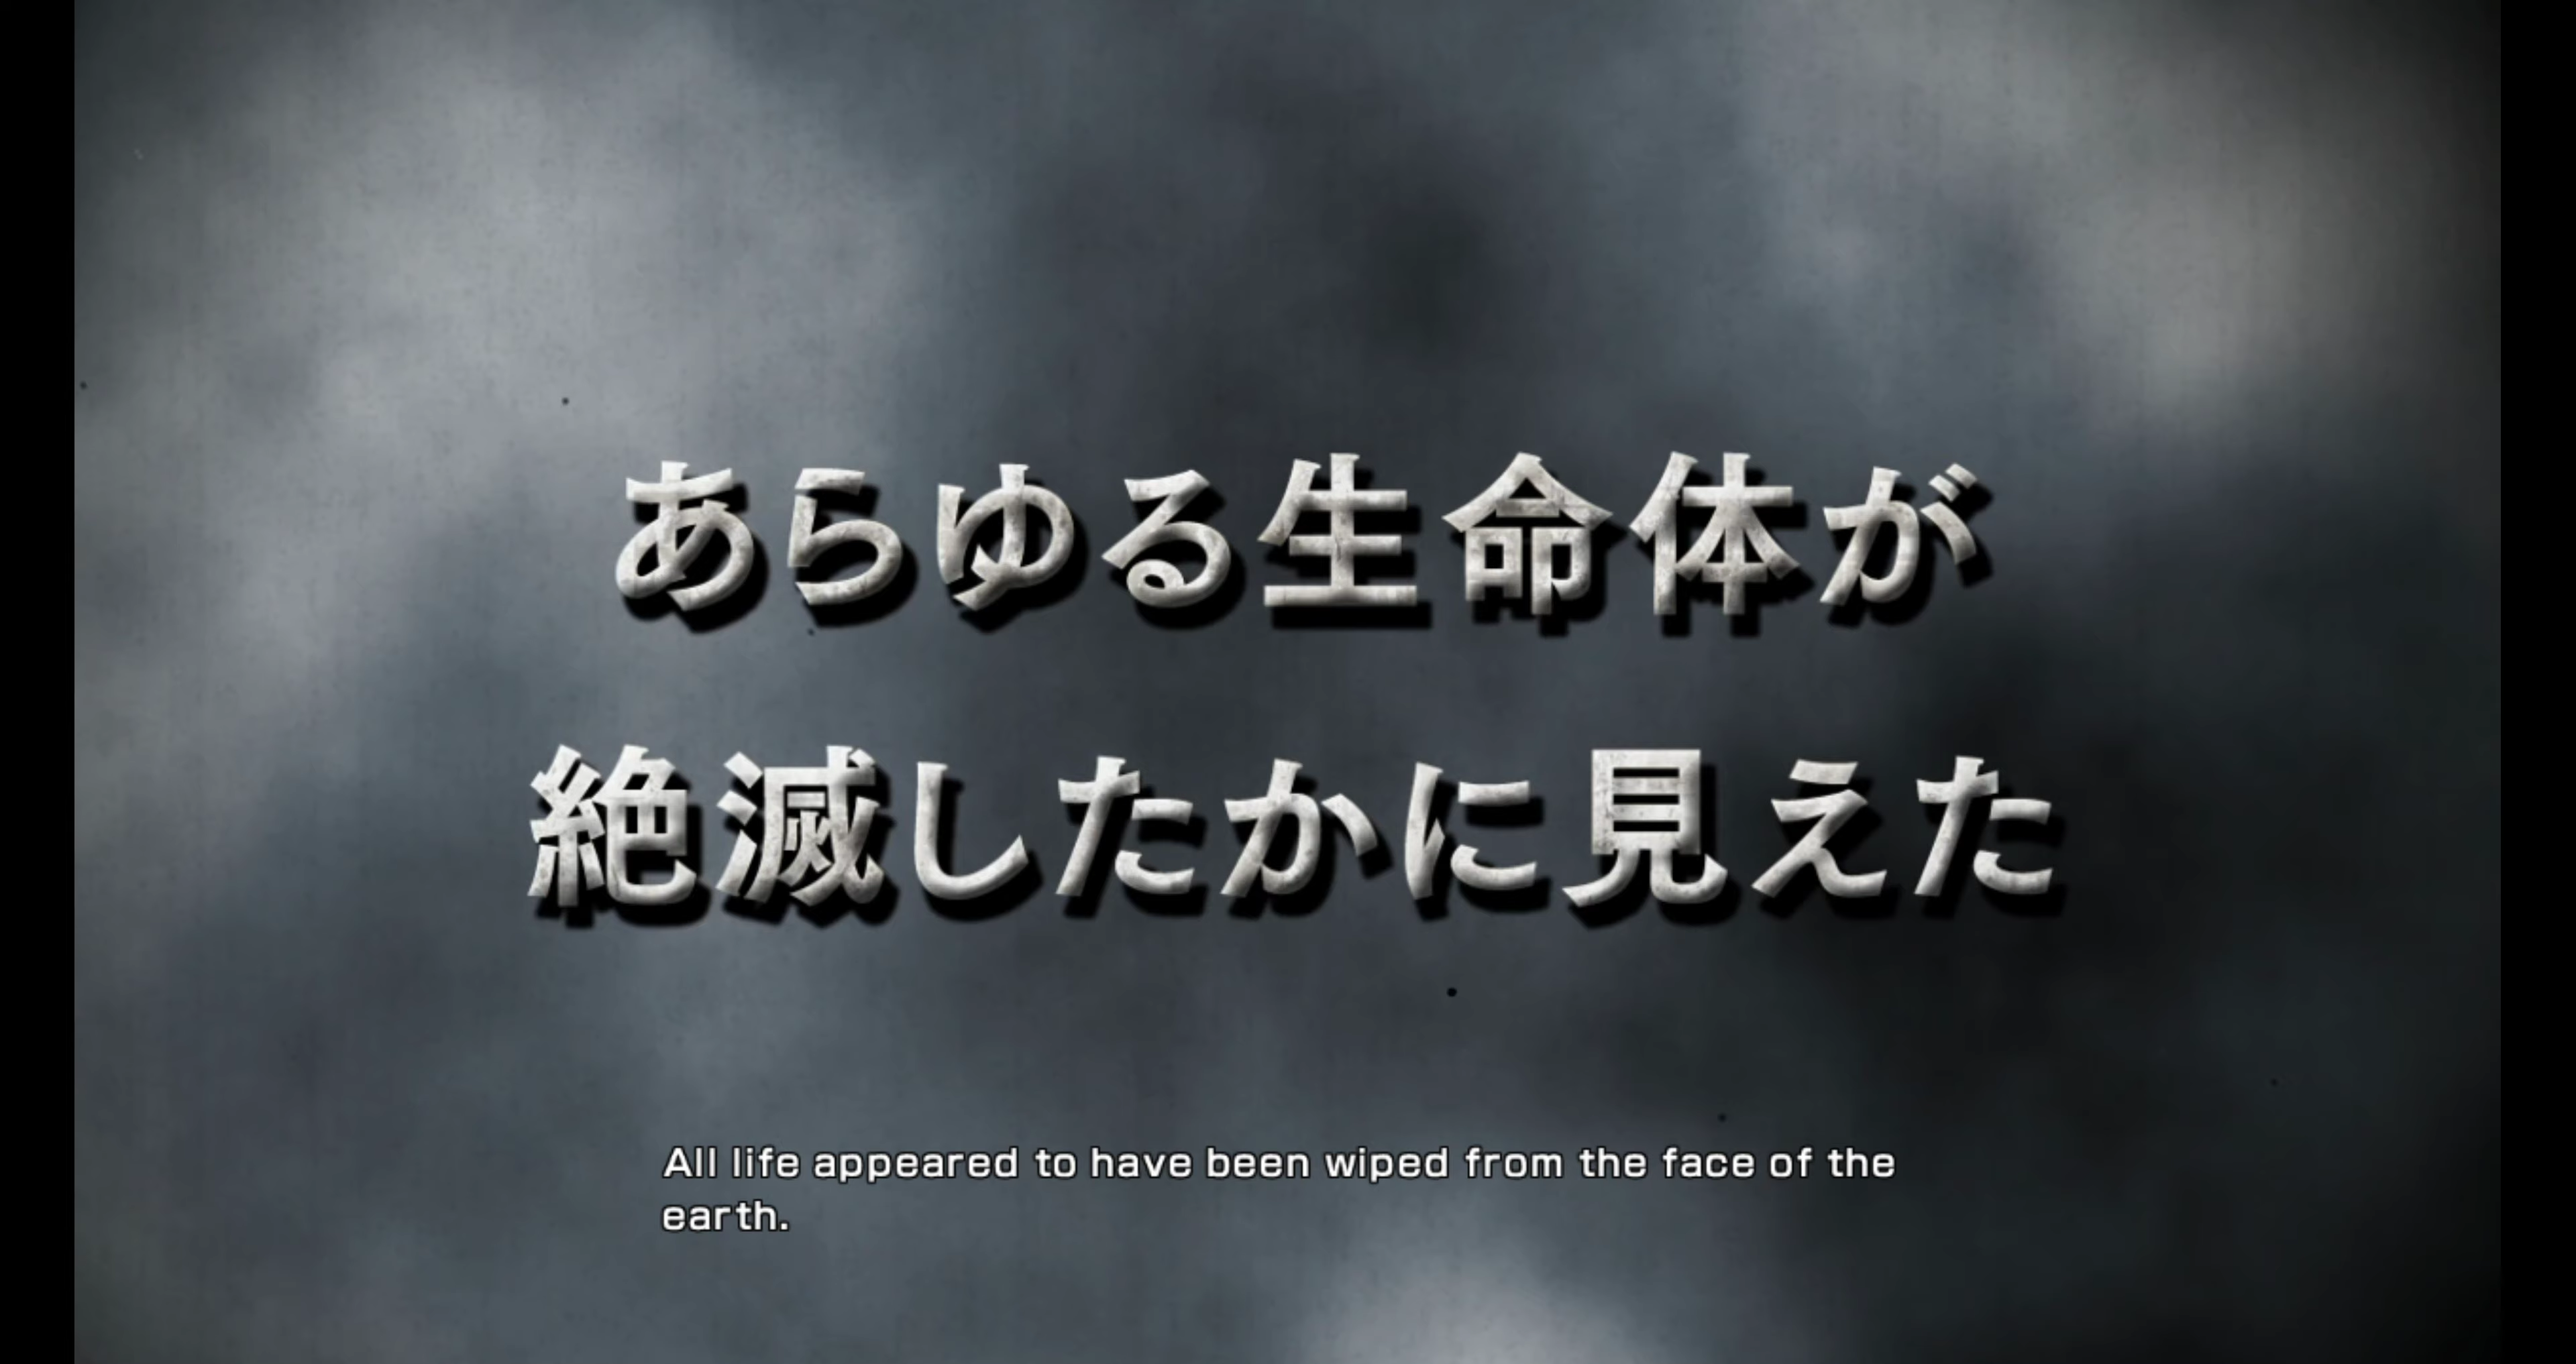 あらゆる生命体が
絶滅したかに見えた
All life appeared to have been wiped from the face of the
earth.